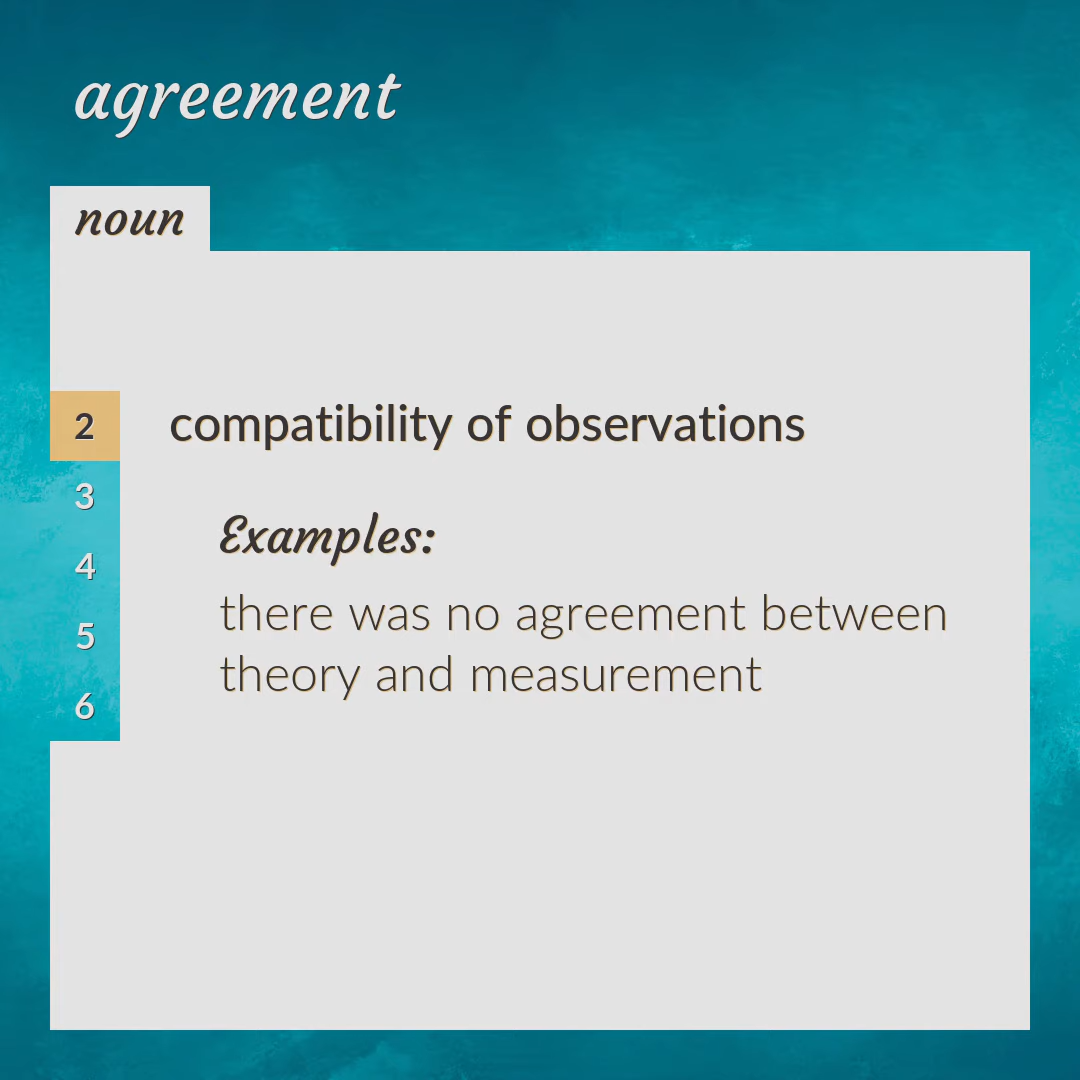 agreement
noun
2
compatibility of observations
3
Examples:
4
there was no agreement between
5
theory and measurement
6